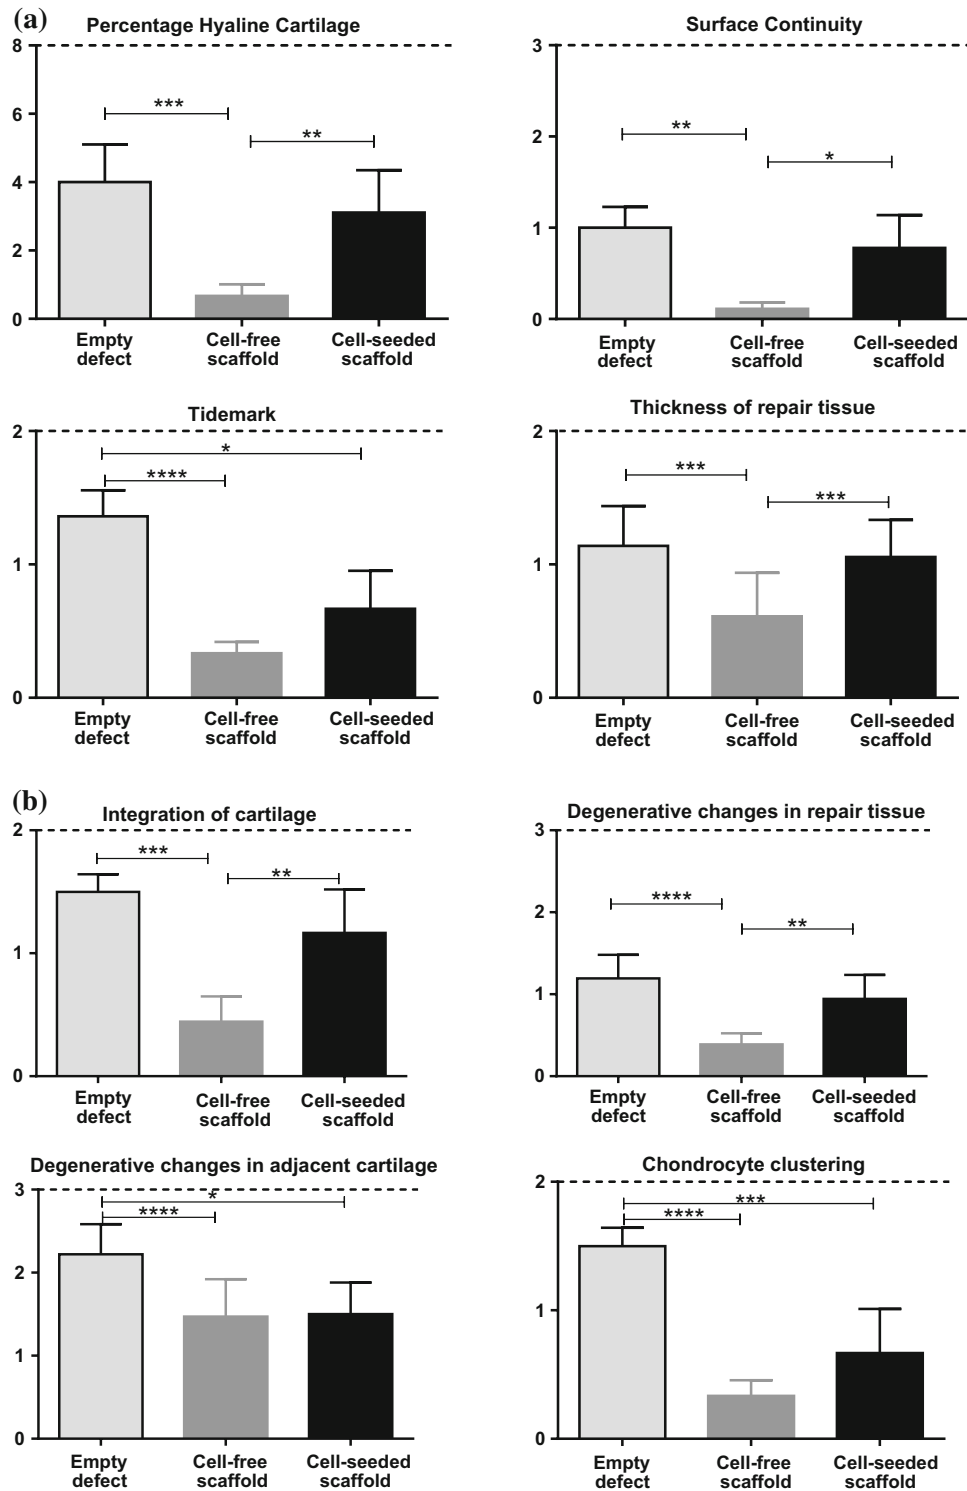 (a)
Percentage Hyaline Cartilage
8
6
4
2
0
***
**
Empty defect
Cell-free scaffold
Cell-seeded scaffold
Surface Continuity
3
2
1
0
**
*
Empty defect
Cell-free scaffold
Cell-seeded scaffold
Tidemark
2
1
0
*
****
Empty defect
Cell-free scaffold
Cell-seeded scaffold
Thickness of repair tissue
2
1
0
***
***
Empty defect
Cell-free scaffold
Cell-seeded scaffold
(b)
Integration of cartilage
2
1
0
***
**
Empty defect
Cell-free scaffold
Cell-seeded scaffold
Degenerative changes in repair tissue
3
2
1
0
****
**
Empty defect
Cell-free scaffold
Cell-seeded scaffold
Degenerative changes in adjacent cartilage
3
2
1
0
*
****
Empty defect
Cell-free scaffold
Cell-seeded scaffold
Chondrocyte clustering
2
1
0
***
****
Empty defect
Cell-free scaffold
Cell-seeded scaffold